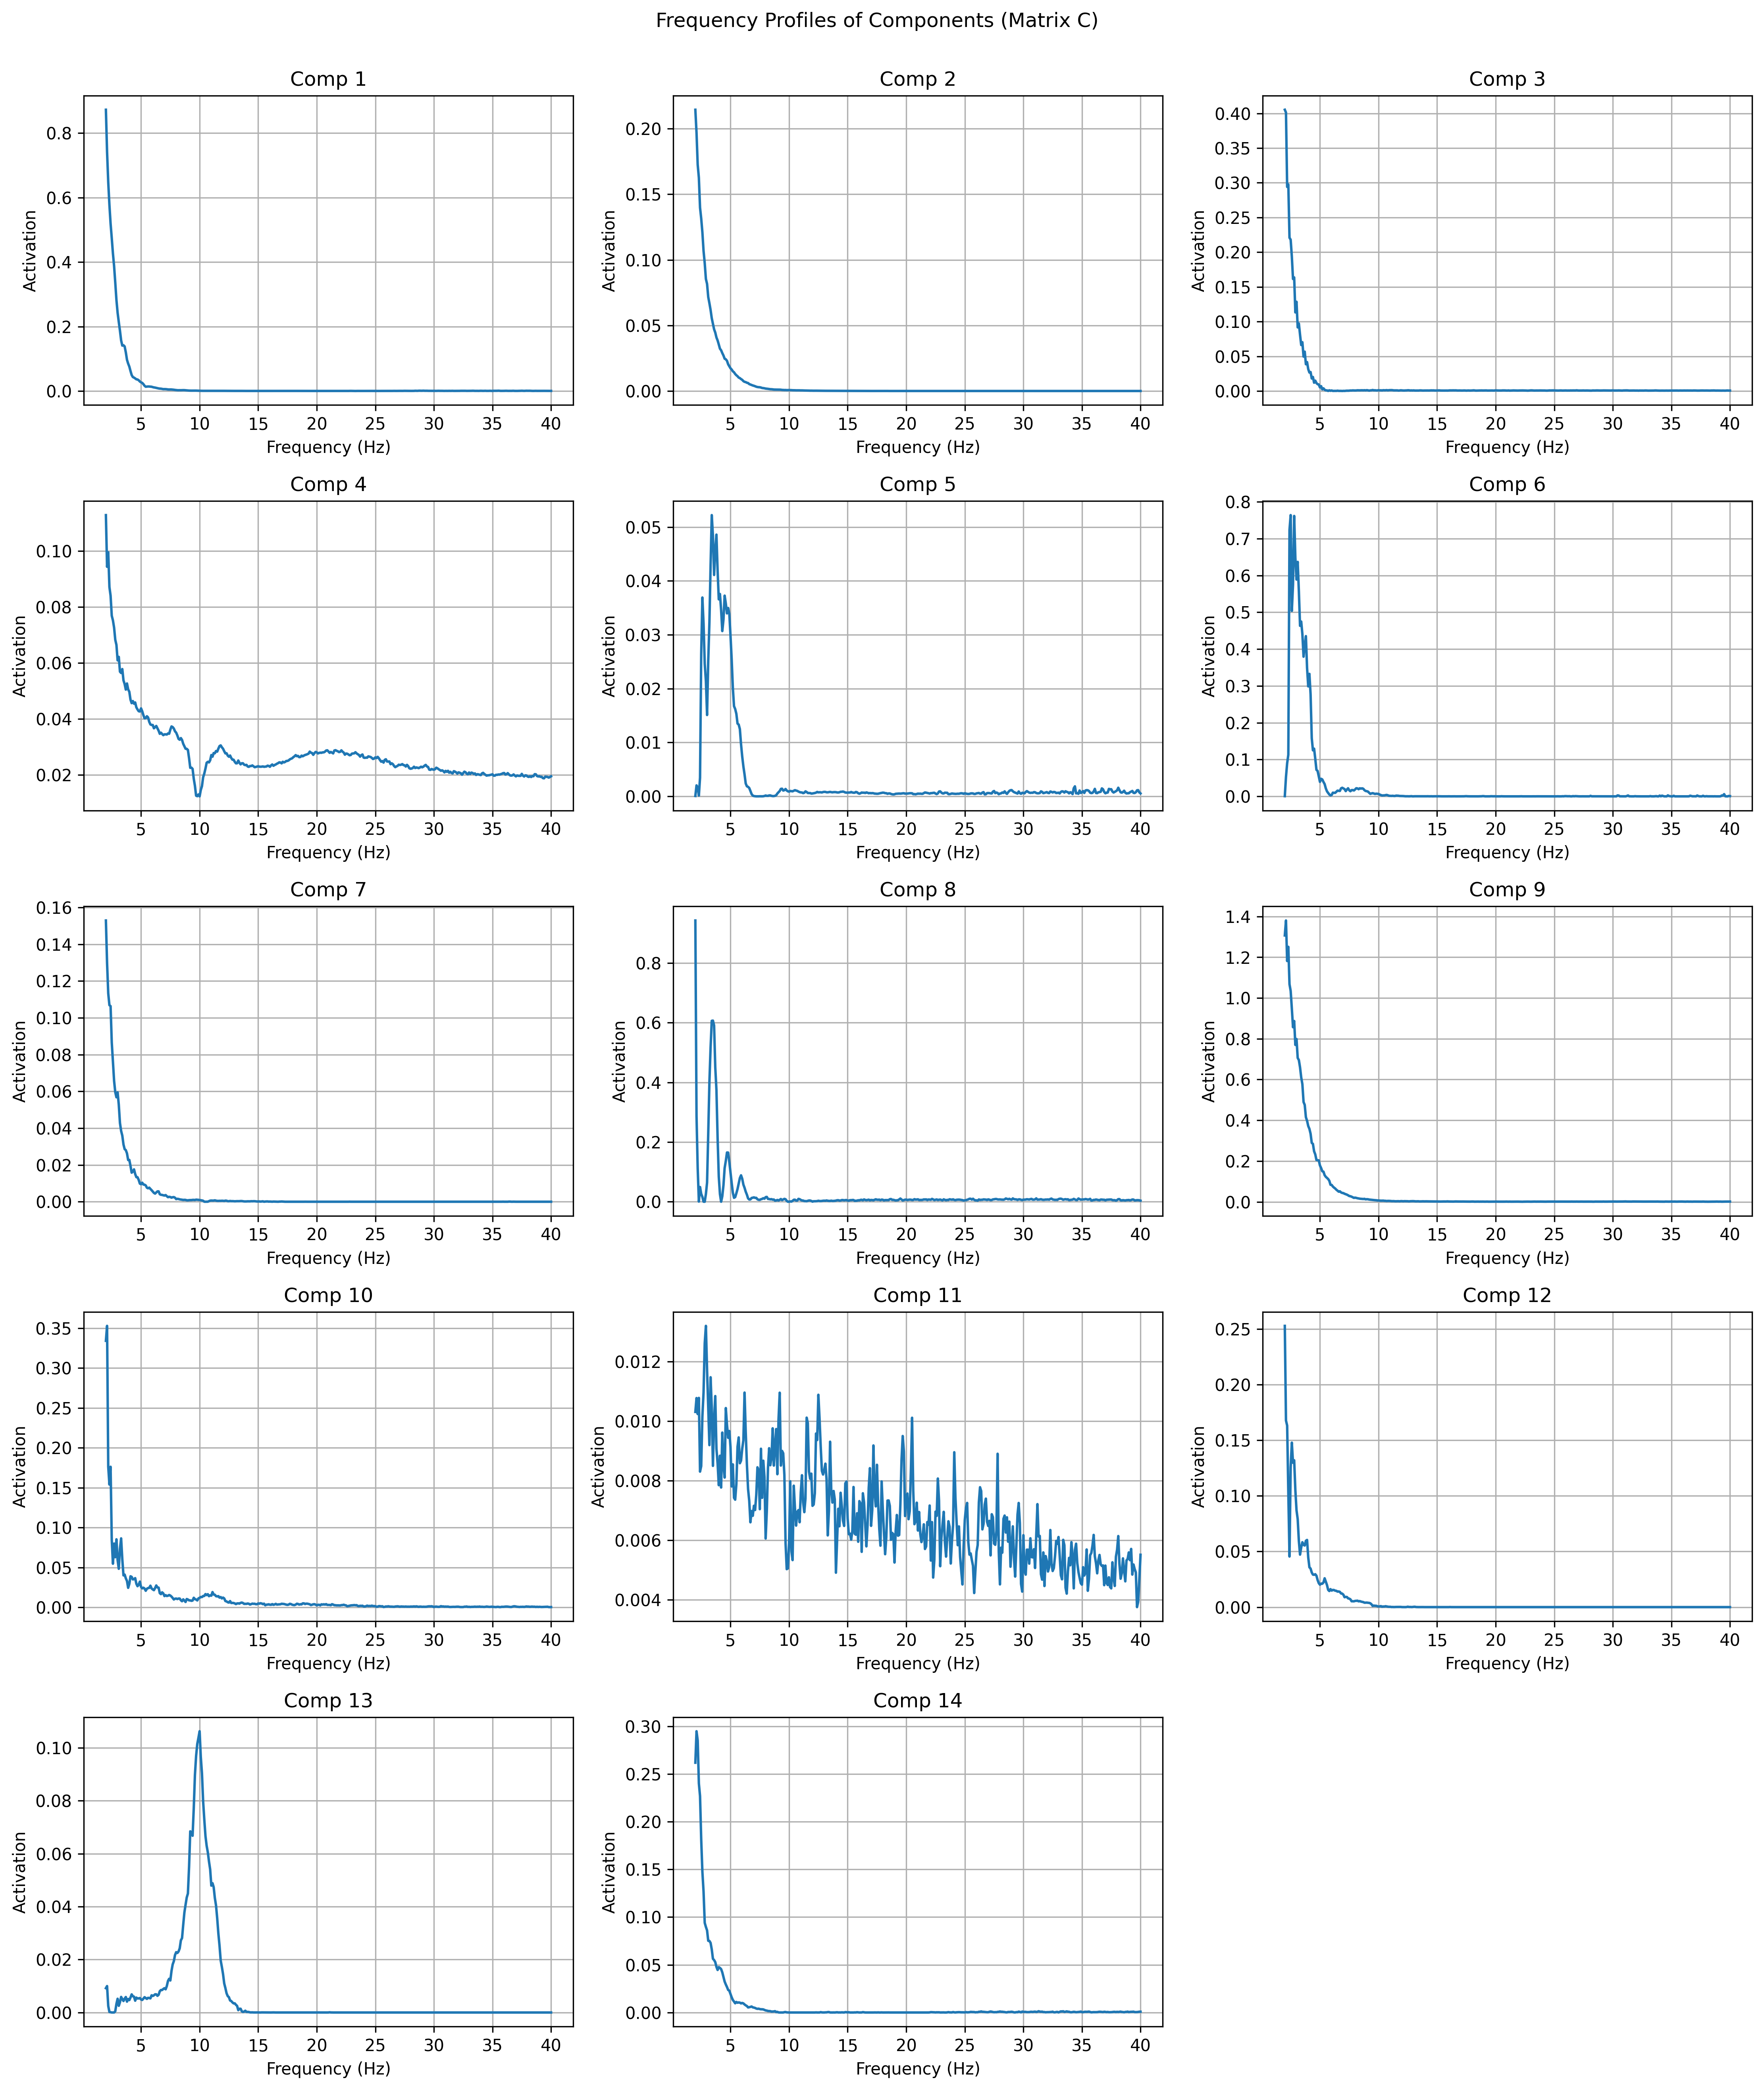 Frequency Profiles of Components (Matrix C)
Comp 1
Activation
0.8
0.6
0.4
0.2
0.0
5 10 15 20 25 30 35 40
Frequency (Hz)
Comp 2
Activation
0.20
0.15
0.10
0.05
0.00
5 10 15 20 25 30 35 40
Frequency (Hz)
Comp 3
Activation
0.40
0.35
0.30
0.25
0.20
0.15
0.10
0.05
0.00
5 10 15 20 25 30 35 40
Frequency (Hz)
Comp 4
Activation
0.10
0.08
0.06
0.04
0.02
5 10 15 20 25 30 35 40
Frequency (Hz)
Comp 5
Activation
0.05
0.04
0.03
0.02
0.01
0.00
5 10 15 20 25 30 35 40
Frequency (Hz)
Comp 6
Activation
0.8
0.7
0.6
0.5
0.4
0.3
0.2
0.1
0.0
5 10 15 20 25 30 35 40
Frequency (Hz)
Comp 7
Activation
0.16
0.14
0.12
0.10
0.08
0.06
0.04
0.02
0.00
5 10 15 20 25 30 35 40
Frequency (Hz)
Comp 8
Activation
0.8
0.6
0.4
0.2
0.0
5 10 15 20 25 30 35 40
Frequency (Hz)
Comp 9
Activation
1.4
1.2
1.0
0.8
0.6
0.4
0.2
0.0
5 10 15 20 25 30 35 40
Frequency (Hz)
Comp 10
Activation
0.35
0.30
0.25
0.20
0.15
0.10
0.05
0.00
5 10 15 20 25 30 35 40
Frequency (Hz)
Comp 11
Activation
0.012
0.010
0.008
0.006
0.004
5 10 15 20 25 30 35 40
Frequency (Hz)
Comp 12
Activation
0.25
0.20
0.15
0.10
0.05
0.00
5 10 15 20 25 30 35 40
Frequency (Hz)
Comp 13
Activation
0.10
0.08
0.06
0.04
0.02
0.00
5 10 15 20 25 30 35 40
Frequency (Hz)
Comp 14
Activation
0.30
0.25
0.20
0.15
0.10
0.05
0.00
5 10 15 20 25 30 35 40
Frequency (Hz)